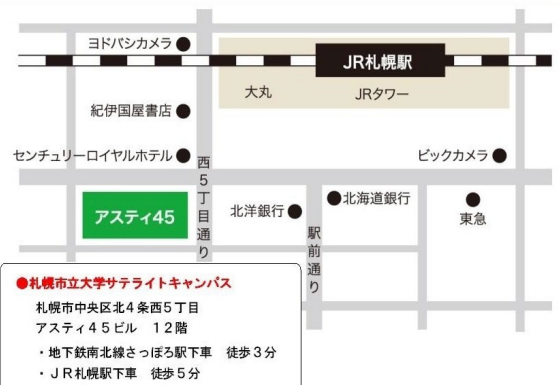 ヨドバシカメラ
JR札幌駅
大丸
JRタワー
紀伊国屋書店
センチュリーロイヤルホテル
ビックカメラ
西5丁目通り
アスティ45
北洋銀行
北海道銀行
東急
駅前通り
●札幌市立大学サテライトキャンパス
札幌市中央区北4条西5丁目
アスティ45ビル 12階
・地下鉄南北線さっぽろ駅下車 徒歩3分
・JR札幌駅下車 徒歩5分